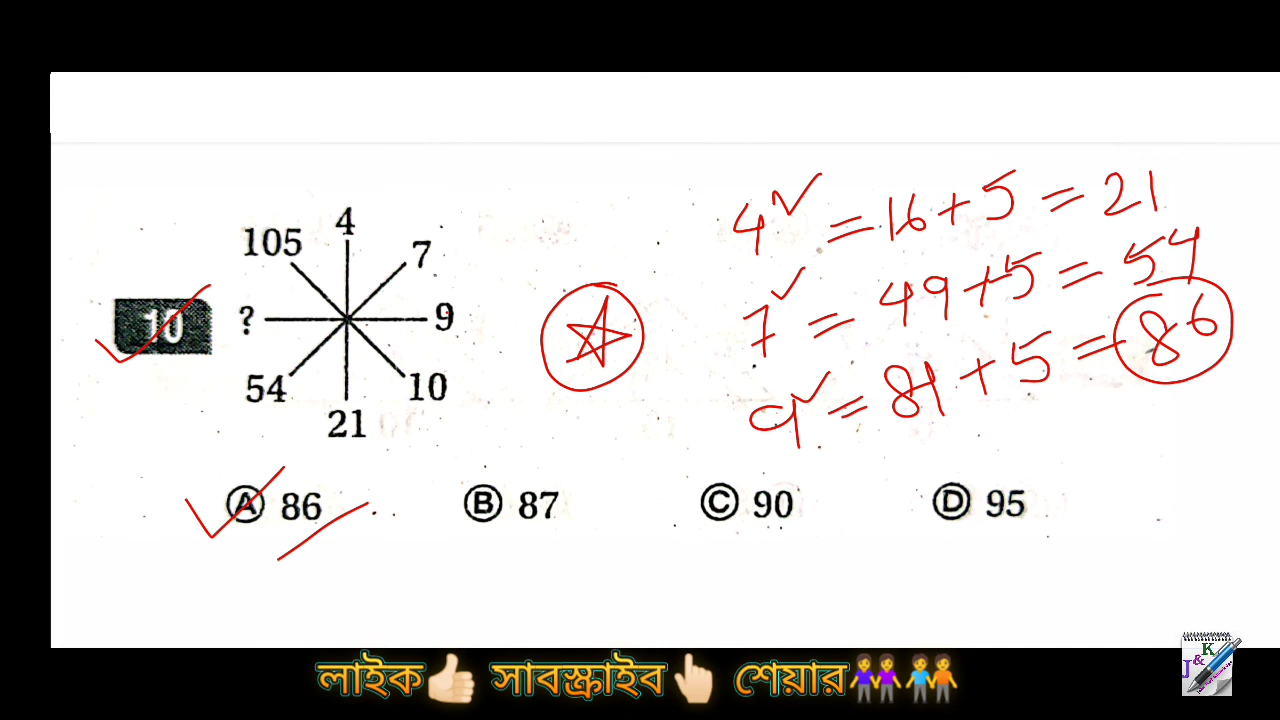 4
105
7
10
?
9
54
10
21
4² = 16 + 5 = 21
7² = 49 + 5 = 54
9² = 81 + 5 = 86
Ⓐ 86 Ⓑ 87 Ⓒ 90 Ⓓ 95
লাইক👍🏻 সাবস্ক্রাইব👆🏻 শেয়ার👭👫
J&K